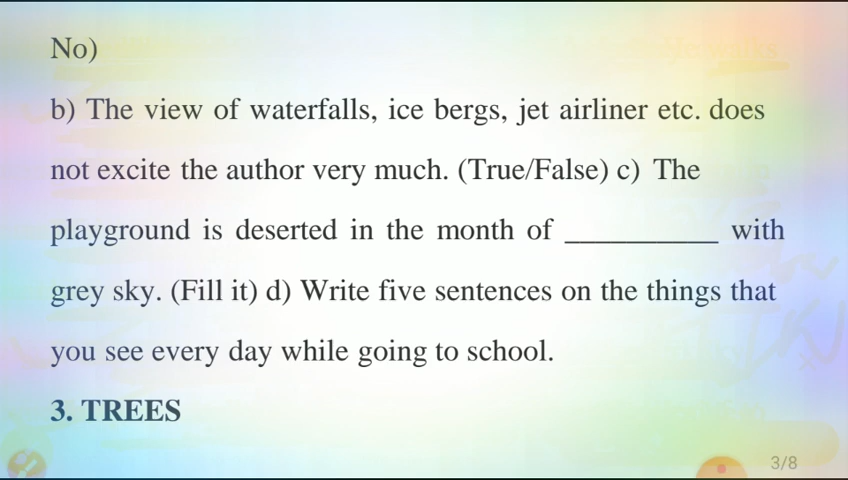 No)
b) The view of waterfalls, ice bergs, jet airliner etc. does
not excite the author very much. (True/False) c) The
playground is deserted in the month of __________ with
grey sky. (Fill it) d) Write five sentences on the things that
you see every day while going to school.
3. TREES
3/8